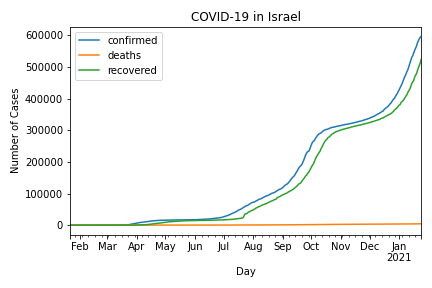 COVID-19 in Israel
confirmed
deaths
recovered
Number of Cases
600000
500000
400000
300000
200000
100000
0
Feb Mar Apr May Jun Jul Aug Sep Oct Nov Dec Jan
2021
Day